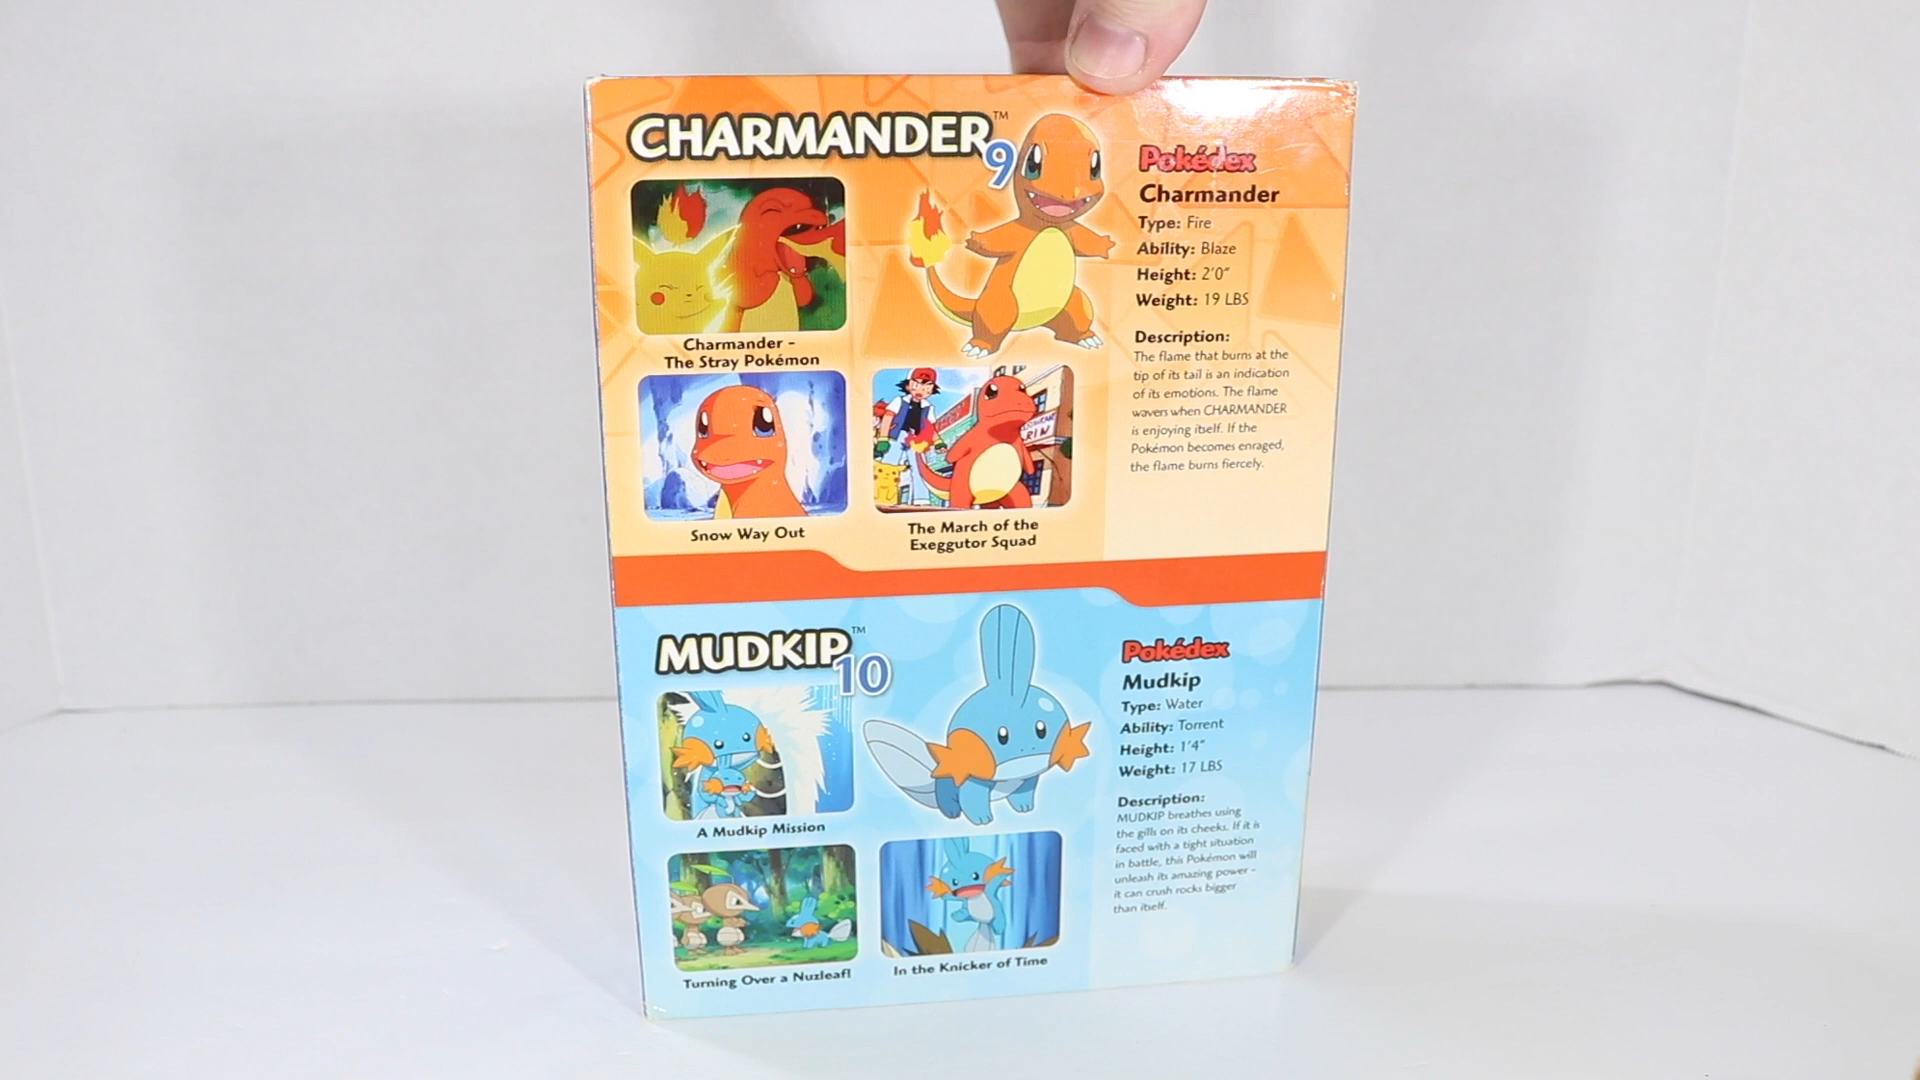 CHARMANDER™
9
Charmander -
The Stray Pokémon
Snow Way Out
The March of the
Exeggutor Squad
Pokédex
Charmander
Type: Fire
Ability: Blaze
Height: 2'0"
Weight: 19 LBS
Description:
The flame that burns at the
tip of its tail is an indication
of its emotions. The flame
wavers when CHARMANDER
is enjoying itself. If the
Pokémon becomes enraged,
the flame burns fiercely.
MUDKIP™
10
A Mudkip Mission
Turning Over a Nuzleaf!
In the Knicker of Time
Pokédex
Mudkip
Type: Water
Ability: Torrent
Height: 1'4"
Weight: 17 LBS
Description:
MUDKIP breathes using
the gills on its cheeks. If it is
faced with a tight situation
in battle, this Pokémon will
unleash its amazing power -
it can crush rocks bigger
than itself.